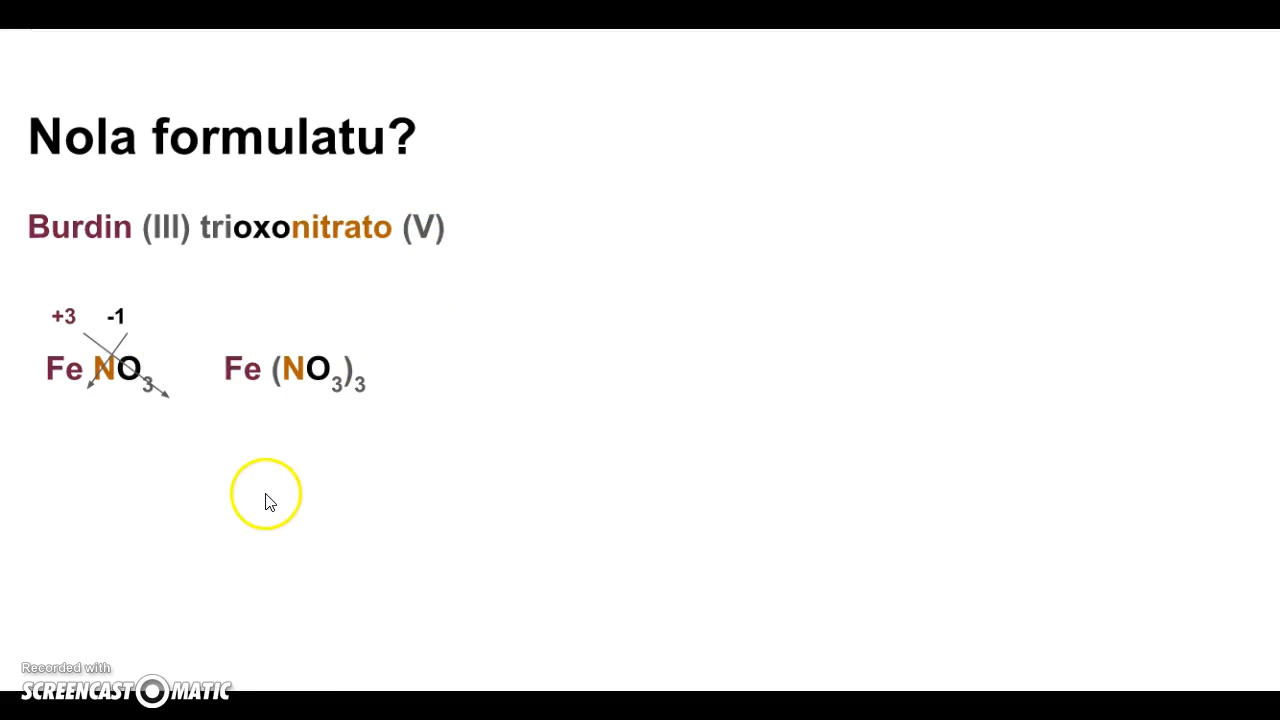 Nola formulatu?
Burdin (III) trioxonitrato (V)
+3 -1
Fe NO₃ Fe (NO₃)₃
Recorded with
SCREENCAST MATIC